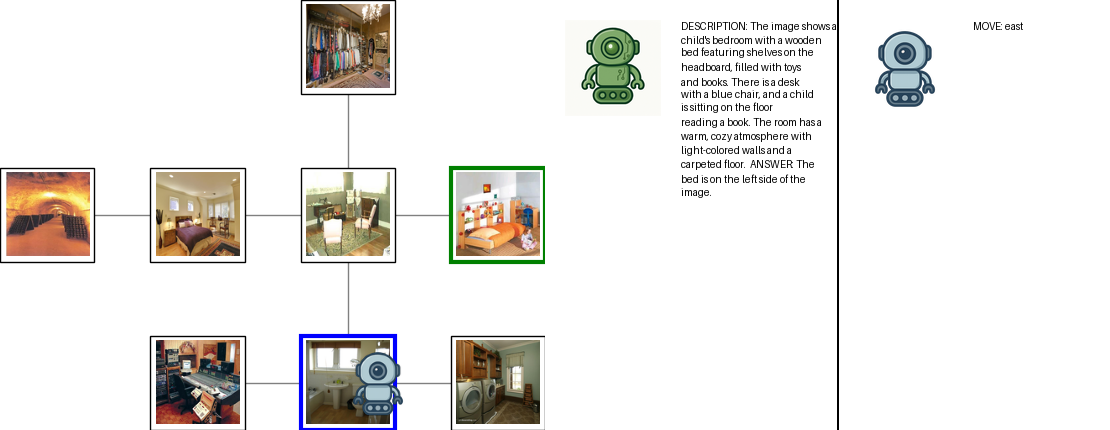 DESCRIPTION: The image shows a
child's bedroom with a wooden
bed featuring shelves on the
headboard, filled with toys
and books. There is a desk
with a blue chair, and a child
is sitting on the floor
reading a book. The room has a
warm, cozy atmosphere with
light-colored walls and a
carpeted floor.  ANSWER: The
bed is on the left side of the
image.
MOVE: east